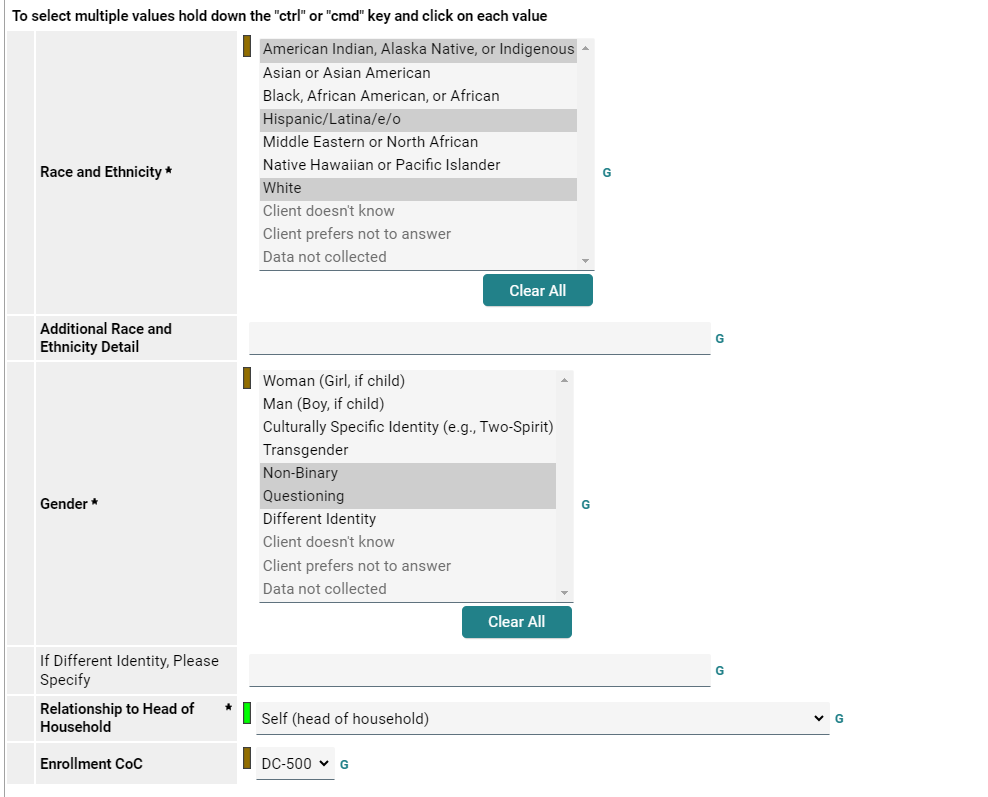 To select multiple values hold down the "ctrl" or "cmd" key and click on each value
Race and Ethnicity *
American Indian, Alaska Native, or Indigenous
Asian or Asian American
Black, African American, or African
Hispanic/Latina/e/o
Middle Eastern or North African
Native Hawaiian or Pacific Islander
White
Client doesn't know
Client prefers not to answer
Data not collected
G
Clear All
Additional Race and
Ethnicity Detail
G
Gender *
Woman (Girl, if child)
Man (Boy, if child)
Culturally Specific Identity (e.g., Two-Spirit)
Transgender
Non-Binary
Questioning
Different Identity
Client doesn't know
Client prefers not to answer
Data not collected
G
Clear All
If Different Identity, Please
Specify
G
Relationship to Head of *
Household
Self (head of household)
G
Enrollment CoC
DC-500
G